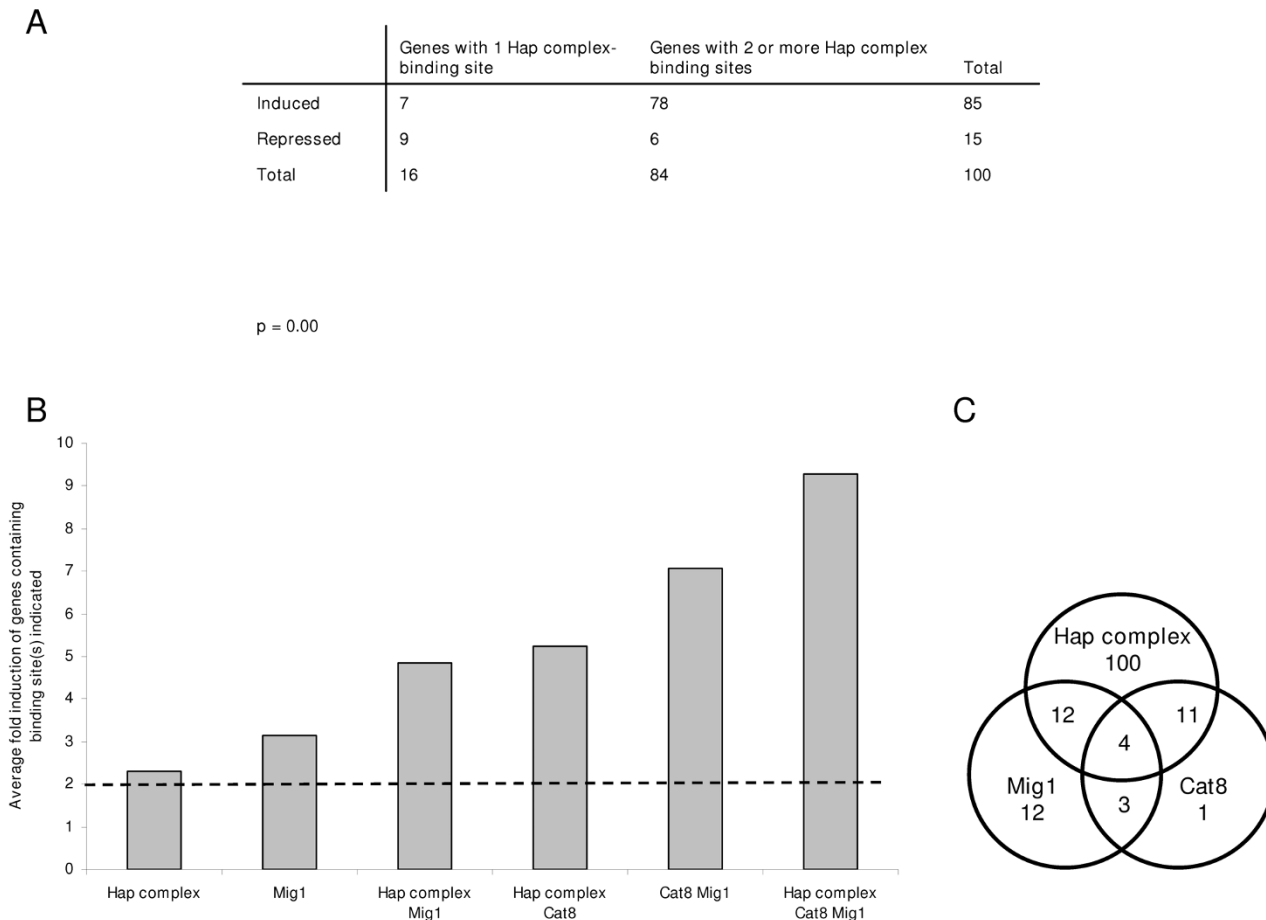 A
Genes with 1 Hap complex-
binding site
Genes with 2 or more Hap complex
binding sites
Total
Induced 7 78 85
Repressed 9 6 15
Total 16 84 100
p = 0.00
B
Average fold induction of genes containing
binding site(s) indicated
10
9
8
7
6
5
4
3
2
1
0
Hap complex
Mig1
Hap complex
Mig1
Hap complex
Cat8
Cat8 Mig1
Hap complex
Cat8 Mig1
C
Hap complex
100
12
11
4
Mig1
12
3
Cat8
1